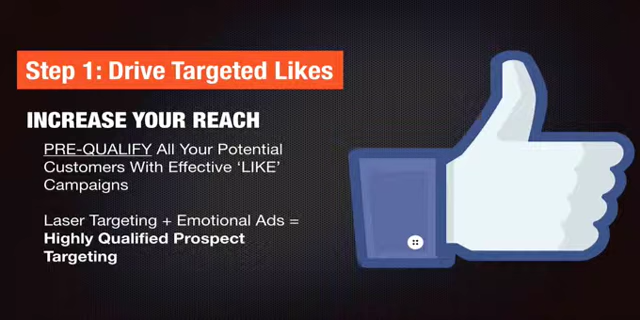 Step 1: Drive Targeted Likes
INCREASE YOUR REACH
PRE-QUALIFY All Your Potential
Customers With Effective 'LIKE'
Campaigns
Laser Targeting + Emotional Ads =
Highly Qualified Prospect
Targeting